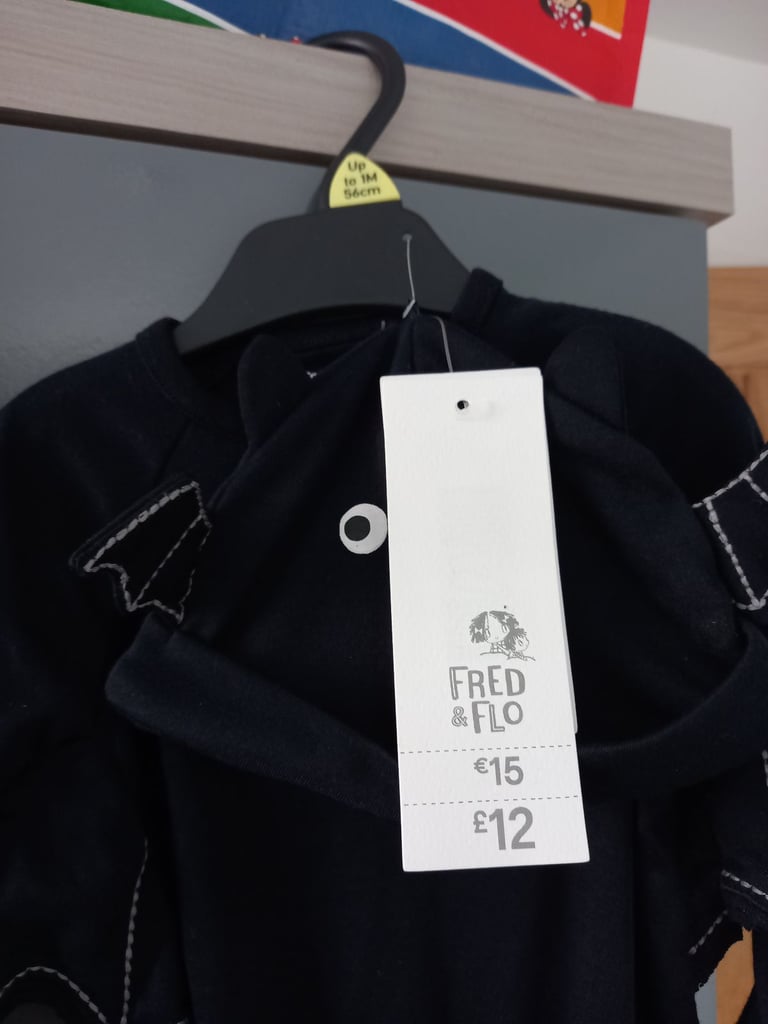 Up
to 1M
56cm
FRED
& FLO
€15
£12